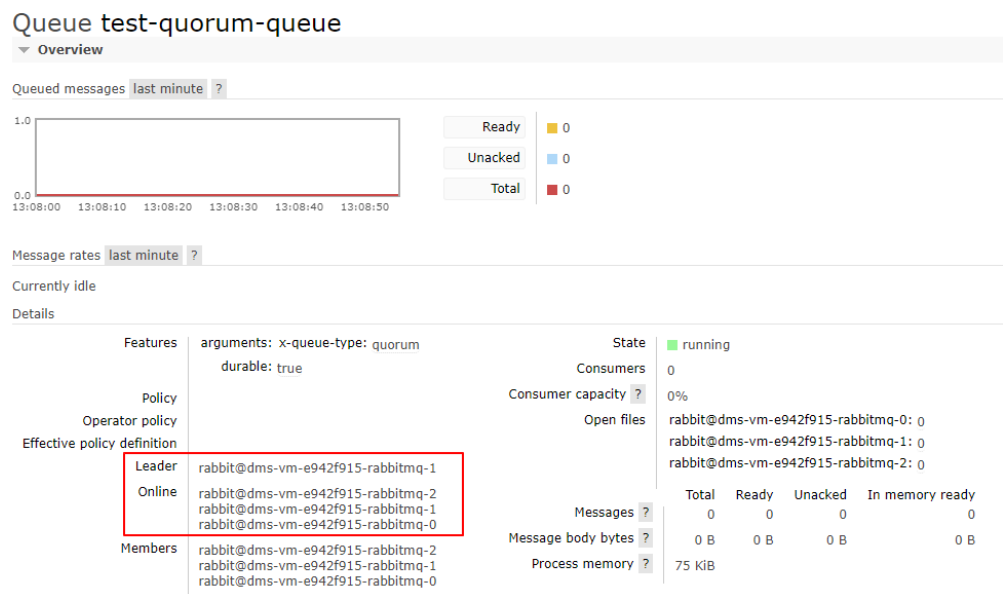 Queue test-quorum-queue
Overview
Queued messages last minute ?
1.0
0.0
13:08:00 13:08:10 13:08:20 13:08:30 13:08:40 13:08:50
Ready 0
Unacked 0
Total 0
Message rates last minute ?
Currently idle
Details
Features arguments: x-queue-type: quorum
durable: true
Policy
Operator policy
Effective policy definition
Leader rabbit@dms-vm-e942f915-rabbitmq-1
Online rabbit@dms-vm-e942f915-rabbitmq-2
rabbit@dms-vm-e942f915-rabbitmq-1
rabbit@dms-vm-e942f915-rabbitmq-0
Members rabbit@dms-vm-e942f915-rabbitmq-2
rabbit@dms-vm-e942f915-rabbitmq-1
rabbit@dms-vm-e942f915-rabbitmq-0
State running
Consumers 0
Consumer capacity ? 0%
Open files rabbit@dms-vm-e942f915-rabbitmq-0: 0
rabbit@dms-vm-e942f915-rabbitmq-1: 0
rabbit@dms-vm-e942f915-rabbitmq-2: 0
Total Ready Unacked In memory ready
Messages ? 0 0 0 0
Message body bytes ? 0 B 0 B 0 B 0 B
Process memory ? 75 KiB